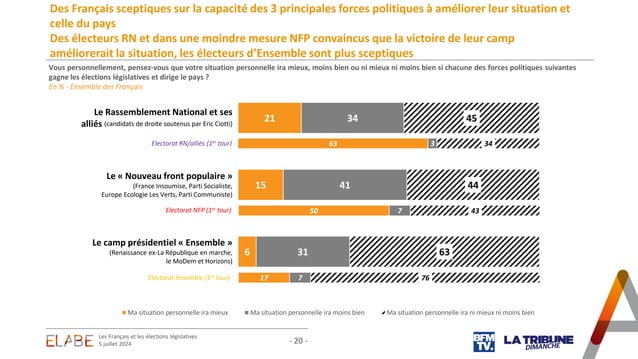 Des Français sceptiques sur la capacité des 3 principales forces politiques à améliorer leur situation et
celle du pays
Des électeurs RN et dans une moindre mesure NFP convaincus que la victoire de leur camp
améliorerait la situation, les électeurs d’Ensemble sont plus sceptiques
Vous personnellement, pensez-vous que votre situation personnelle ira mieux, moins bien ou ni mieux ni moins bien si chacune des forces politiques suivantes
gagne les élections législatives et dirige le pays ?
En % - Ensemble des Français
Le Rassemblement National et ses
alliés (candidats de droite soutenus par Eric Ciotti)
21 34 45
Electorat RN/alliés (1er tour)
63 3 34
Le « Nouveau front populaire »
(France Insoumise, Parti Socialiste,
Europe Ecologie Les Verts, Parti Communiste)
15 41 44
Electorat NFP (1er tour)
50 7 43
Le camp présidentiel « Ensemble »
(Renaissance ex-La République en marche,
le MoDem et Horizons)
6 31 63
Electorat Ensemble (1er tour)
17 7 76
Ma situation personnelle ira mieux
Ma situation personnelle ira moins bien
Ma situation personnelle ira ni mieux ni moins bien
ELABE
Les Français et les élections législatives
5 juillet 2024
- 20 -
BFM
TV.
LA TRIBUNE
DIMANCHE